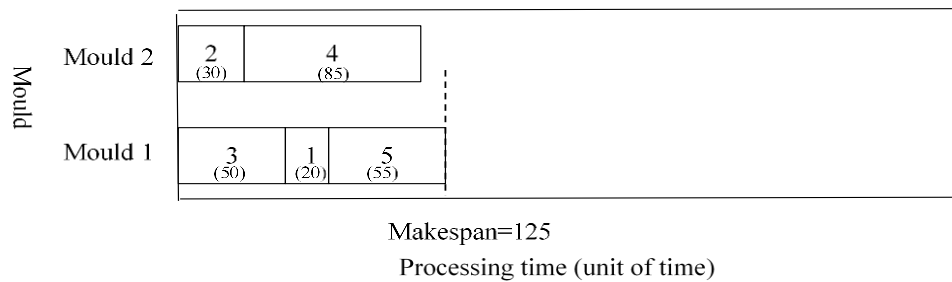 Mould 2
2
(30)
4
(85)
Mould
Mould 1
3
(50)
1
(20)
5
(55)
Makespan=125
Processing time (unit of time)